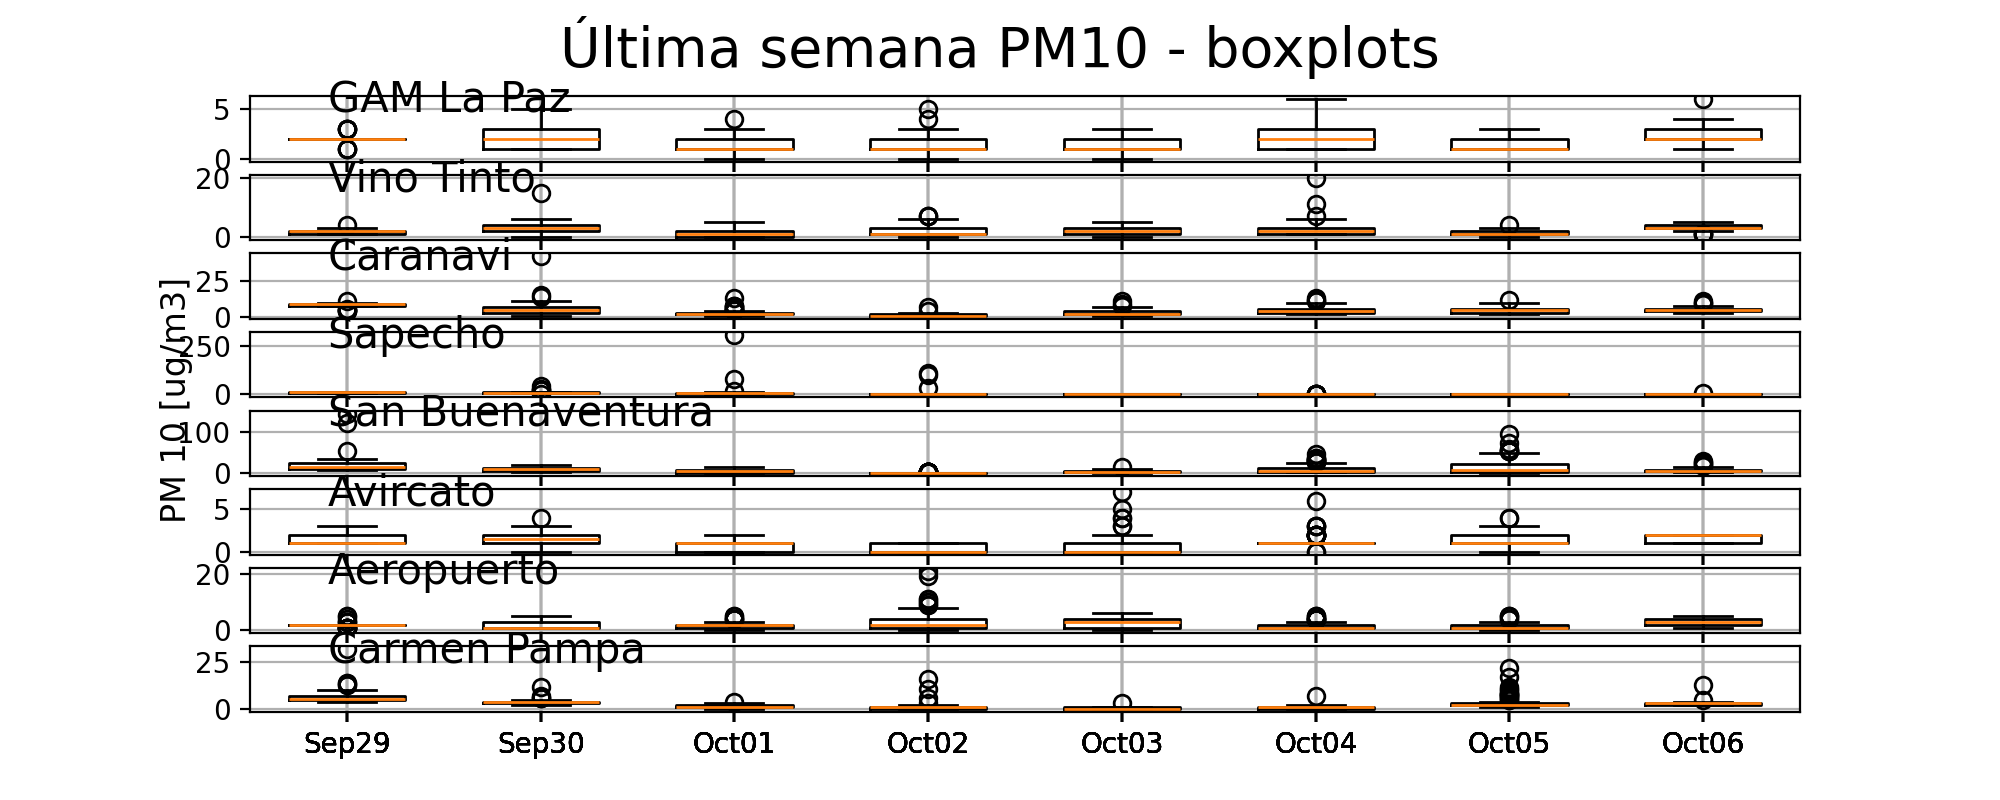 Última semana PM10 - boxplots
GAM La Paz
5
0
Vino Tinto
20
0
Caranavi
25
0
Sapecho
250
0
San Buenaventura
100
0
Avircato
5
0
Aeropuerto
20
0
Carmen Pampa
25
0
PM 10 [ug/m3]
Sep29 Sep30 Oct01 Oct02 Oct03 Oct04 Oct05 Oct06